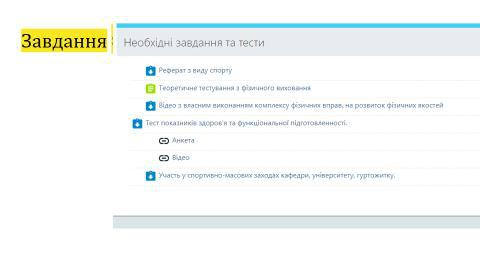 Завдання :
Необхідні завдання та тести
Реферат з виду спорту
Теоретичне тестування з фізичного виховання
Відео з власним виконанням комплексу фізичних вправ, на розвиток фізичних якостей
Тест показників здоров'я та функціональної підготовленості.
Анкета
Відео
Участь у спортивно-масових заходах кафедри, університету, гуртожитку.